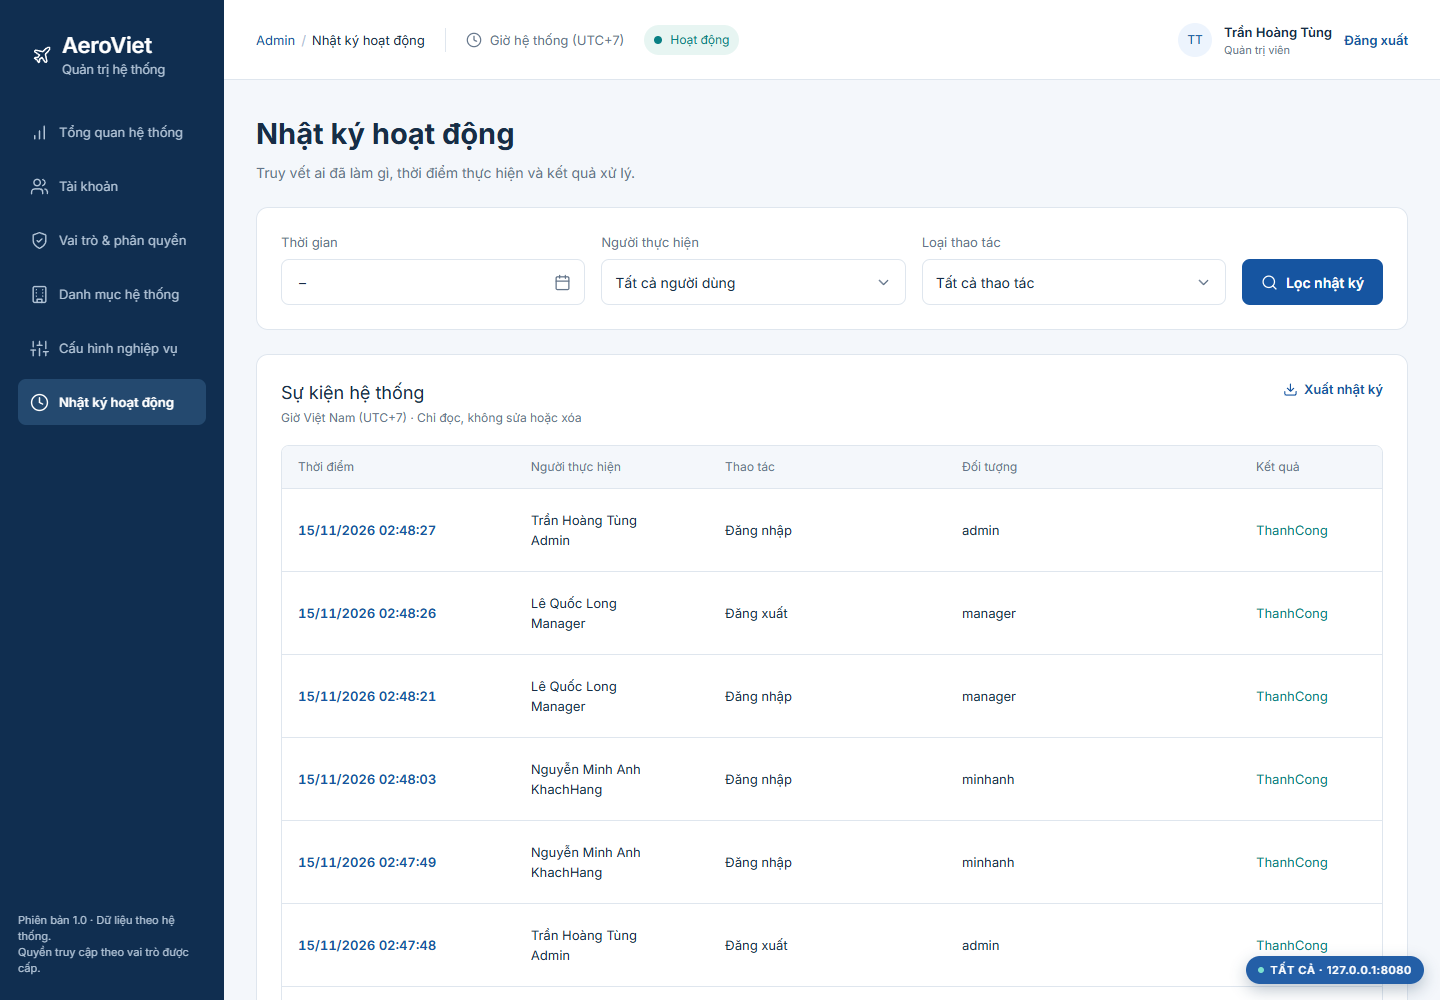 AeroViet
Quản trị hệ thống
Tổng quan hệ thống
Tài khoản
Vai trò & phân quyền
Danh mục hệ thống
Cấu hình nghiệp vụ
Nhật ký hoạt động
Phiên bản 1.0 · Dữ liệu theo hệ
thống.
Quyền truy cập theo vai trò được
cấp.
Admin / Nhật ký hoạt động
Giờ hệ thống (UTC+7)
Hoạt động
TT
Trần Hoàng Tùng
Quản trị viên
Đăng xuất
Nhật ký hoạt động
Truy vết ai đã làm gì, thời điểm thực hiện và kết quả xử lý.
Thời gian
Người thực hiện
Loại thao tác
–
Tất cả người dùng
Tất cả thao tác
Lọc nhật ký
Sự kiện hệ thống
Xuất nhật ký
Giờ Việt Nam (UTC+7) · Chỉ đọc, không sửa hoặc xóa
Thời điểm
Người thực hiện
Thao tác
Đối tượng
Kết quả
15/11/2026 02:48:27
Trần Hoàng Tùng
Admin
Đăng nhập
admin
ThanhCong
15/11/2026 02:48:26
Lê Quốc Long
Manager
Đăng xuất
manager
ThanhCong
15/11/2026 02:48:21
Lê Quốc Long
Manager
Đăng nhập
manager
ThanhCong
15/11/2026 02:48:03
Nguyễn Minh Anh
KhachHang
Đăng nhập
minhanh
ThanhCong
15/11/2026 02:47:49
Nguyễn Minh Anh
KhachHang
Đăng nhập
minhanh
ThanhCong
15/11/2026 02:47:48
Trần Hoàng Tùng
Admin
Đăng xuất
admin
ThanhCong
TẤT CẢ · 127.0.0.1:8080